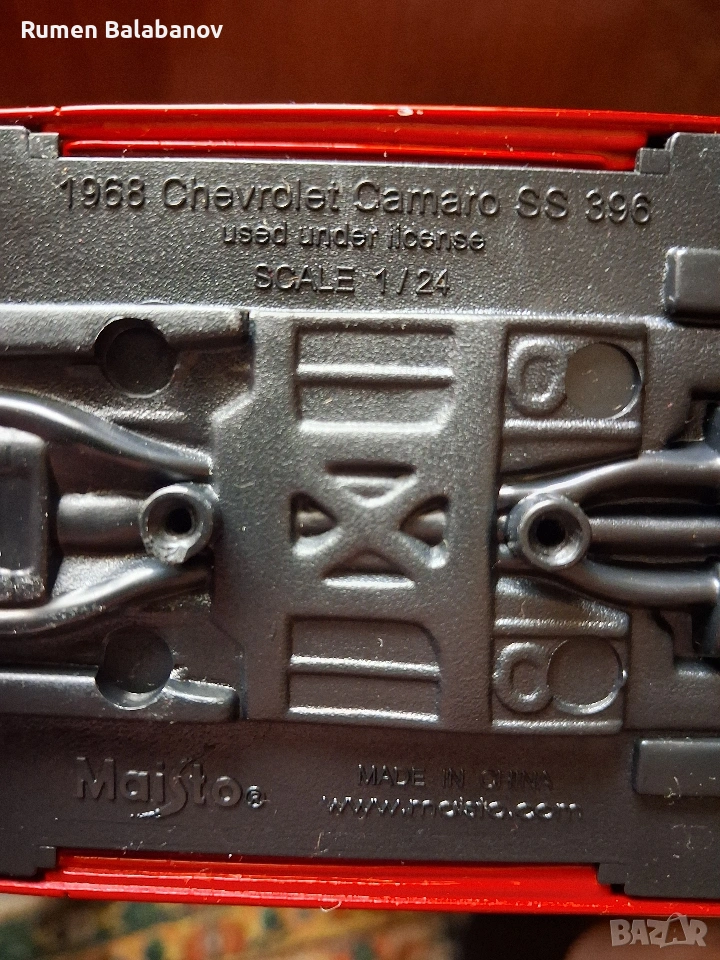 Rumen Balabanov
1968 Chevrolet Camaro SS 396
used under license
SCALE 1/24
Maisto®
MADE IN CHINA
www.maisto.com
BAZAR